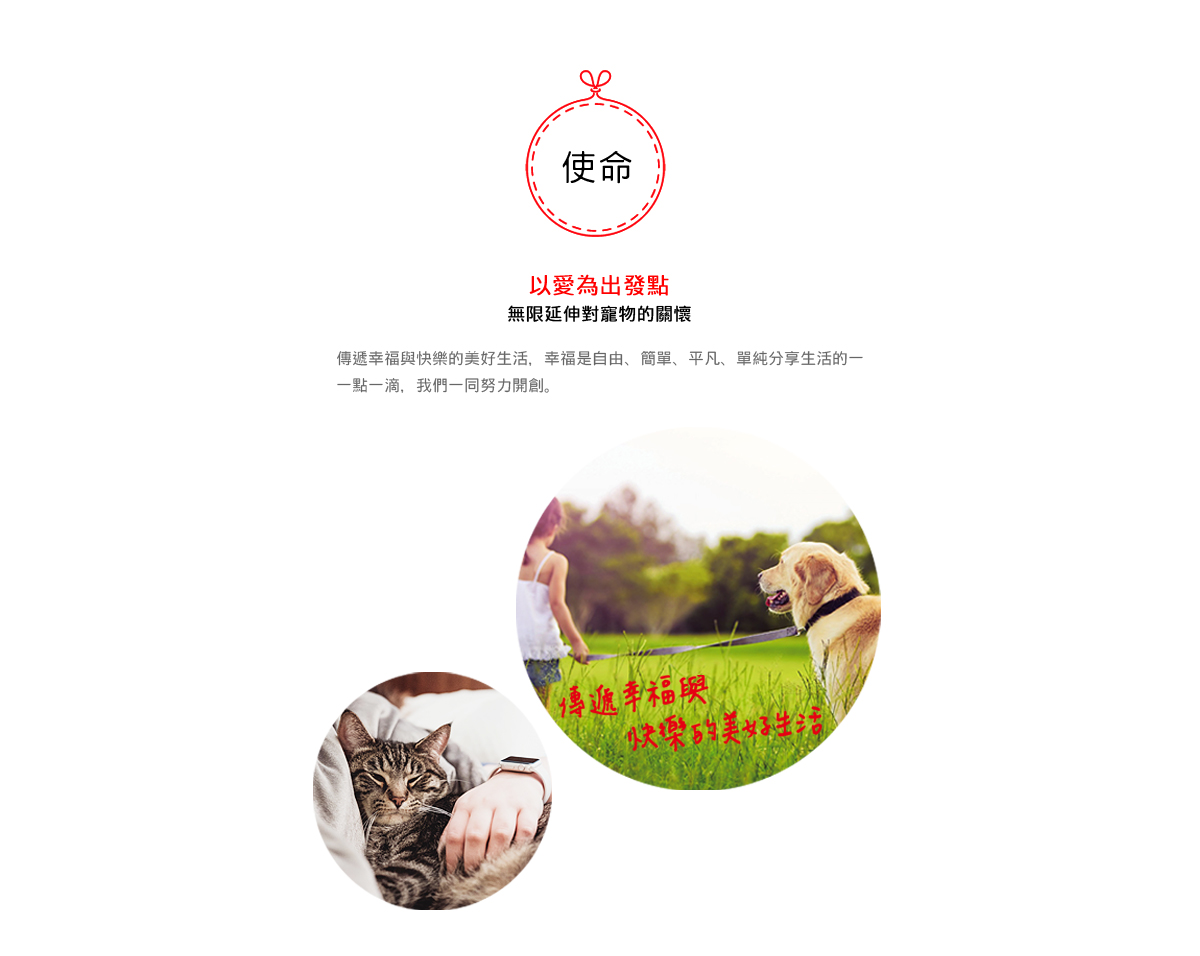 使命
以愛為出發點
無限延伸對寵物的關懷
傳遞幸福與快樂的美好生活，幸福是自由、簡單、平凡、單純分享生活的一
一點一滴，我們一同努力開創。
傳遞幸福與
快樂的美好生活